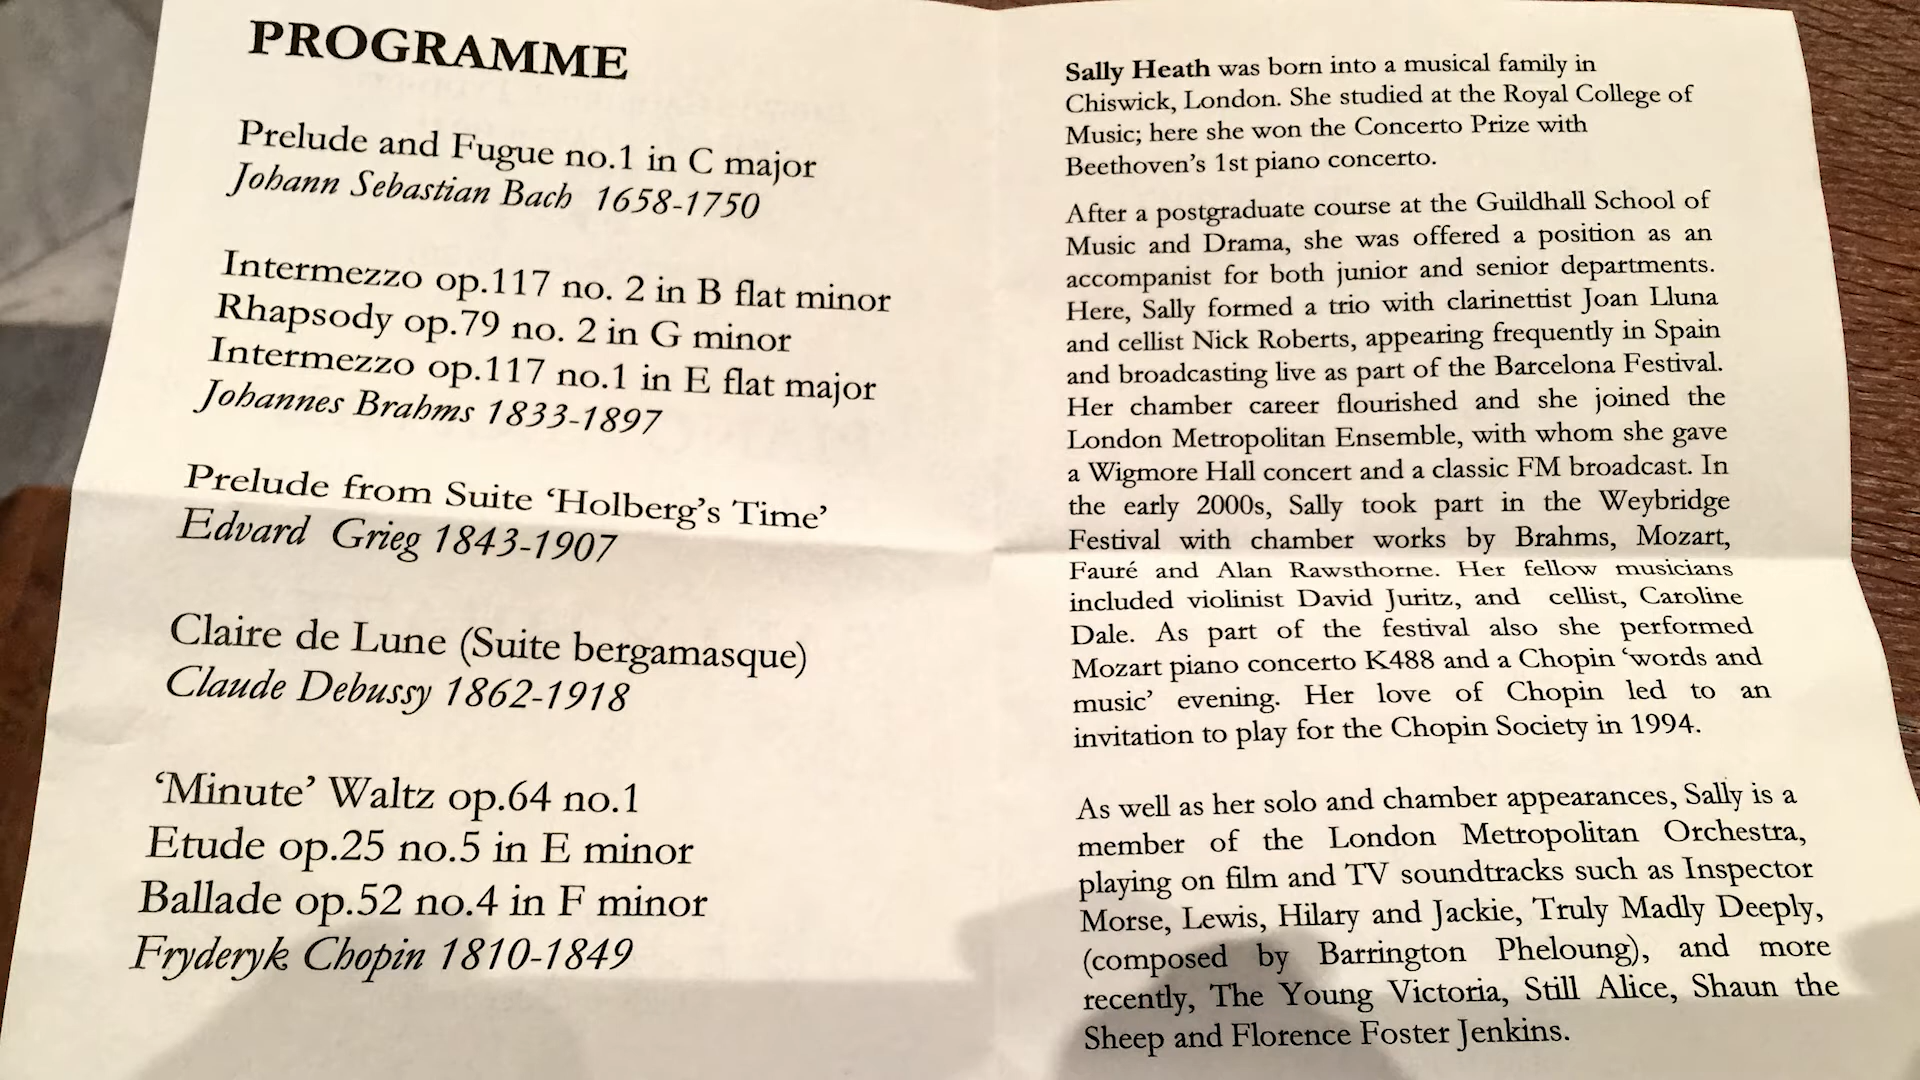 PROGRAMME
Prelude and Fugue no.1 in C major
Johann Sebastian Bach 1658-1750
Intermezzo op.117 no. 2 in B flat minor
Rhapsody op.79 no. 2 in G minor
Intermezzo op.117 no.1 in E flat major
Johannes Brahms 1833-1897
Prelude from Suite ‘Holberg’s Time’
Edvard Grieg 1843-1907
Claire de Lune (Suite bergamasque)
Claude Debussy 1862-1918
‘Minute’ Waltz op.64 no.1
Etude op.25 no.5 in E minor
Ballade op.52 no.4 in F minor
Fryderyk Chopin 1810-1849
Sally Heath was born into a musical family in
Chiswick, London. She studied at the Royal College of
Music; here she won the Concerto Prize with
Beethoven’s 1st piano concerto.
After a postgraduate course at the Guildhall School of
Music and Drama, she was offered a position as an
accompanist for both junior and senior departments.
Here, Sally formed a trio with clarinettist Joan Lluna
and cellist Nick Roberts, appearing frequently in Spain
and broadcasting live as part of the Barcelona Festival.
Her chamber career flourished and she joined the
London Metropolitan Ensemble, with whom she gave
a Wigmore Hall concert and a classic FM broadcast. In
the early 2000s, Sally took part in the Weybridge
Festival with chamber works by Brahms, Mozart,
Fauré and Alan Rawsthorne. Her fellow musicians
included violinist David Juritz, and cellist, Caroline
Dale. As part of the festival also she performed
Mozart piano concerto K488 and a Chopin ‘words and
music’ evening. Her love of Chopin led to an
invitation to play for the Chopin Society in 1994.
As well as her solo and chamber appearances, Sally is a
member of the London Metropolitan Orchestra,
playing on film and TV soundtracks such as Inspector
Morse, Lewis, Hilary and Jackie, Truly Madly Deeply,
(composed by Barrington Pheloung), and more
recently, The Young Victoria, Still Alice, Shaun the
Sheep and Florence Foster Jenkins.